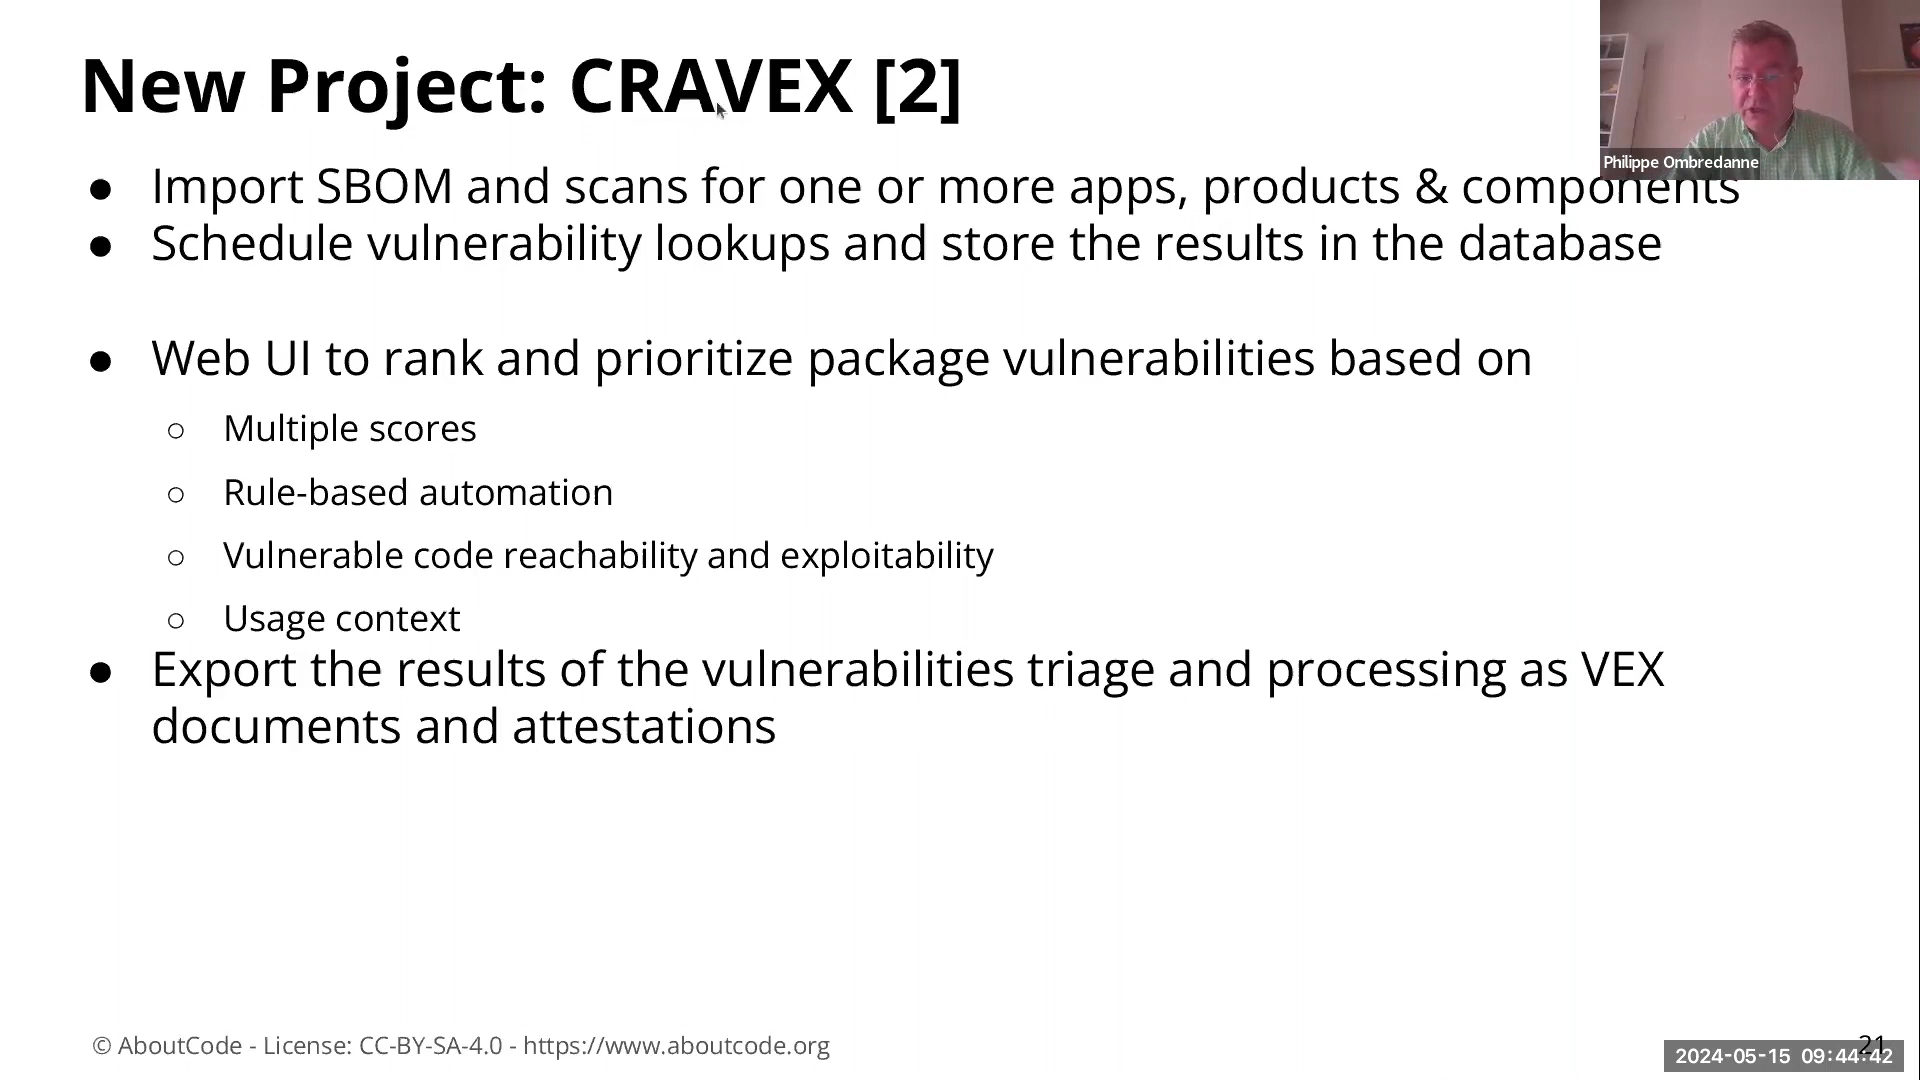 New Project: CRAVEX [2]
Philippe Ombredanne
● Import SBOM and scans for one or more apps, products & components
● Schedule vulnerability lookups and store the results in the database
● Web UI to rank and prioritize package vulnerabilities based on
○ Multiple scores
○ Rule-based automation
○ Vulnerable code reachability and exploitability
○ Usage context
● Export the results of the vulnerabilities triage and processing as VEX
documents and attestations
© AboutCode - License: CC-BY-SA-4.0 - https://www.aboutcode.org
21
2024-05-15 09:44:42